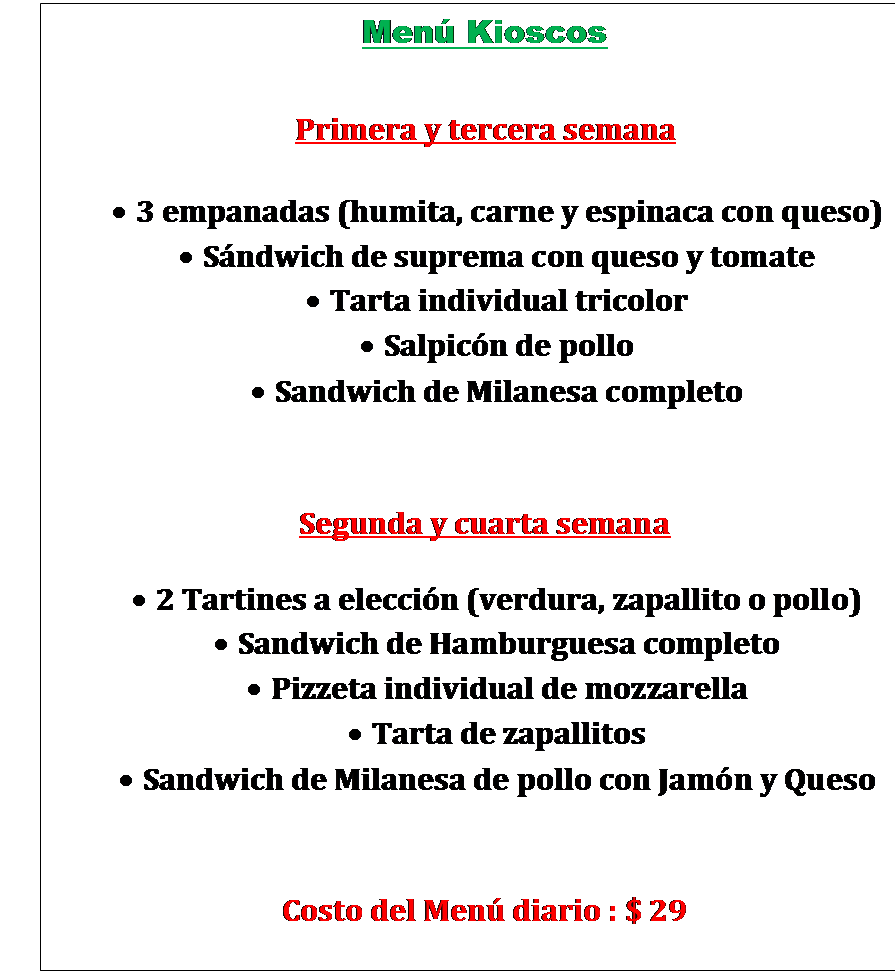 Menú Kioscos
Primera y tercera semana
• 3 empanadas (humita, carne y espinaca con queso)
• Sándwich de suprema con queso y tomate
• Tarta individual tricolor
• Salpicón de pollo
• Sandwich de Milanesa completo
Segunda y cuarta semana
• 2 Tartines a elección (verdura, zapallito o pollo)
• Sandwich de Hamburguesa completo
• Pizzeta individual de mozzarella
• Tarta de zapallitos
• Sandwich de Milanesa de pollo con Jamón y Queso
Costo del Menú diario : $ 29